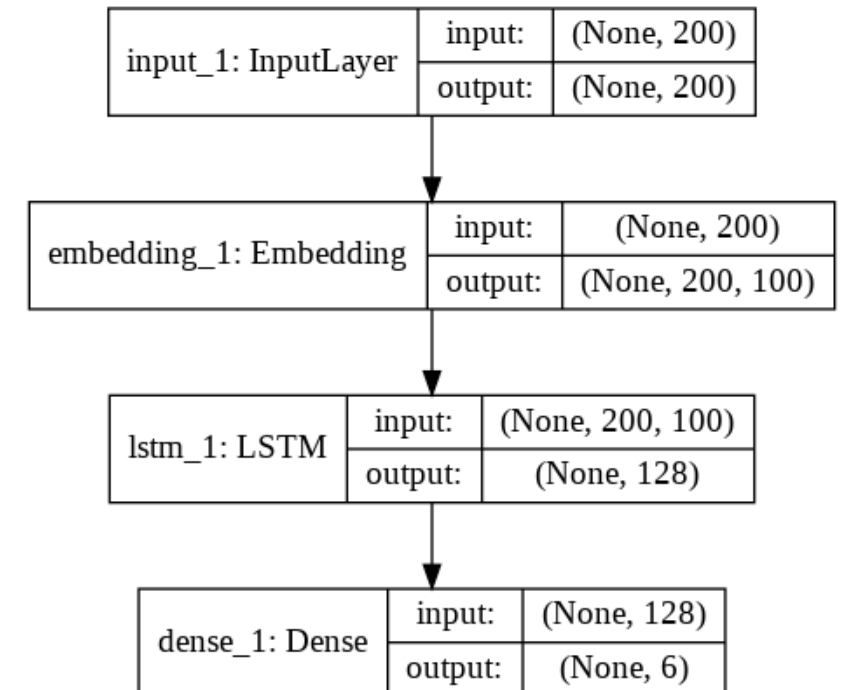 input: (None, 200)
input_1: InputLayer
output: (None, 200)
input: (None, 200)
embedding_1: Embedding
output: (None, 200, 100)
input: (None, 200, 100)
lstm_1: LSTM
output: (None, 128)
input: (None, 128)
dense_1: Dense
output: (None, 6)